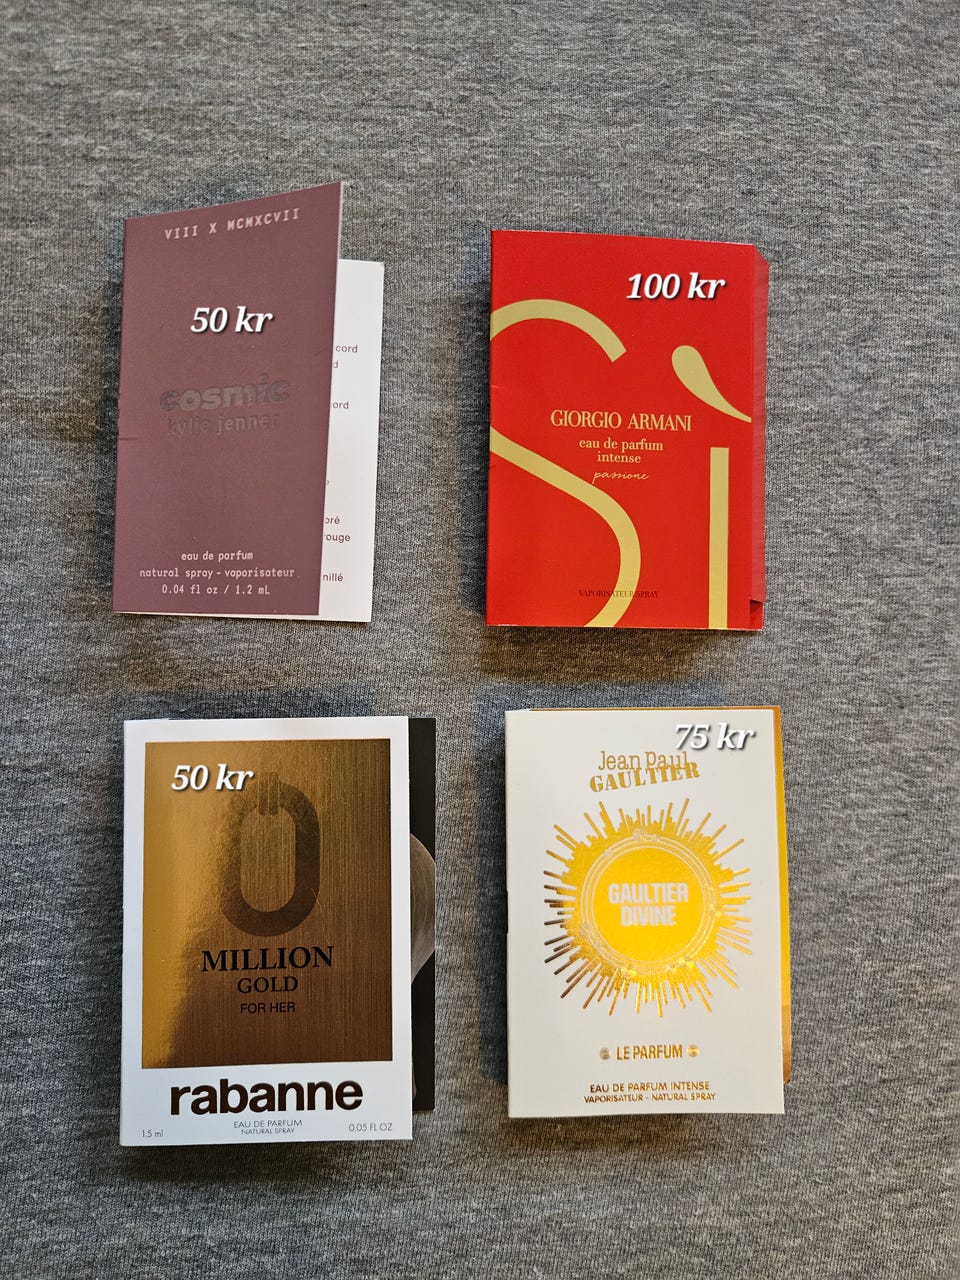 VIII X MCMXCVII
50 kr
cosmic
kylie jenner
eau de parfum
natural spray - vaporisateur
0.04 fl oz / 1.2 mL
cord
d
ord
e
bré
rouge
nillé
100 kr
Sì
GIORGIO ARMANI
eau de parfum
intense
passione
VAPORISATEUR SPRAY
50 kr
MILLION
GOLD
FOR HER
rabanne
EAU DE PARFUM
NATURAL SPRAY
1.5 ml
0.05 FL OZ
75 kr
Jean Paul
GAULTIER
GAULTIER
DIVINE
LE PARFUM
EAU DE PARFUM INTENSE
VAPORISATEUR - NATURAL SPRAY